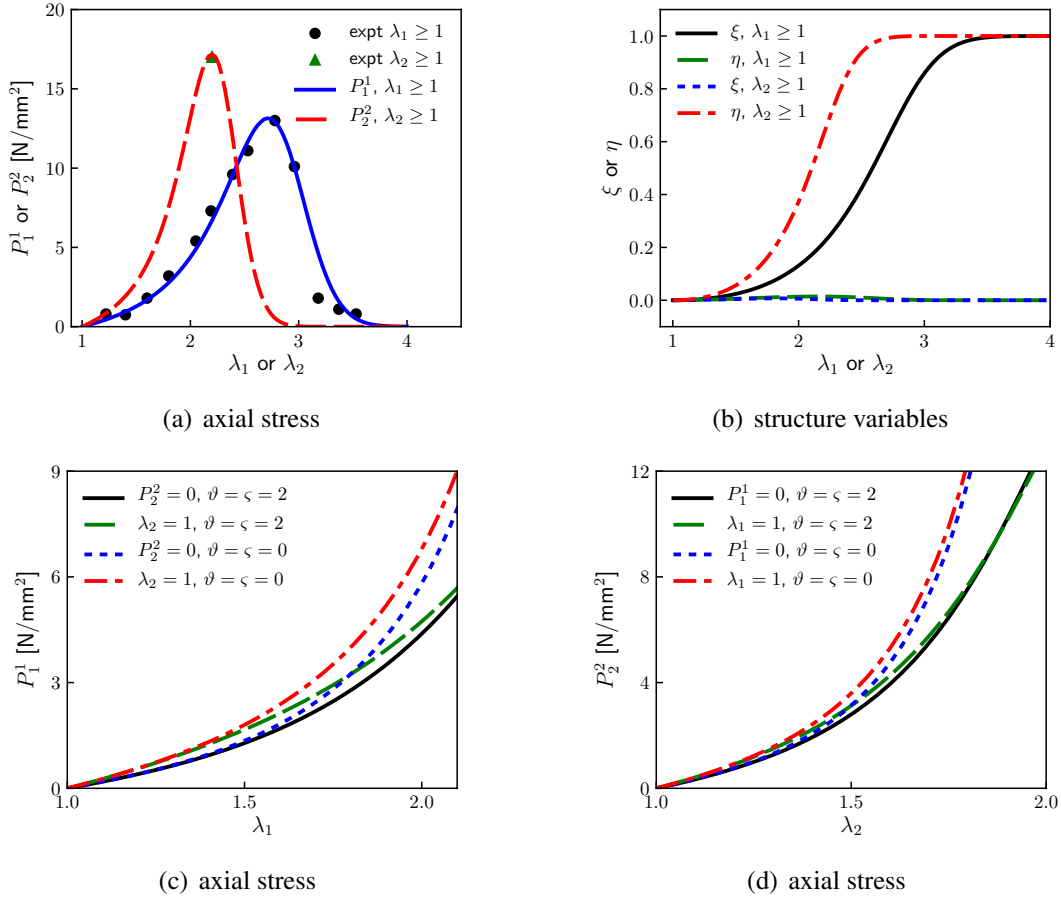 20
15
10
5
0
P₁¹ or P₂² [N/mm²]
expt λ₁ ≥ 1
expt λ₂ ≥ 1
P₁¹, λ₁ ≥ 1
P₂², λ₂ ≥ 1
1 2 3 4
λ₁ or λ₂
(a) axial stress
1.0
0.8
0.6
0.4
0.2
0.0
ξ or η
ξ, λ₁ ≥ 1
η, λ₁ ≥ 1
ξ, λ₂ ≥ 1
η, λ₂ ≥ 1
1 2 3 4
λ₁ or λ₂
(b) structure variables
9
6
3
0
P₁¹ [N/mm²]
P₂² = 0, ϑ = ς = 2
λ₂ = 1, ϑ = ς = 2
P₂² = 0, ϑ = ς = 0
λ₂ = 1, ϑ = ς = 0
1.0 1.5 2.0
λ₁
(c) axial stress
12
8
4
0
P₂² [N/mm²]
P₁¹ = 0, ϑ = ς = 2
λ₁ = 1, ϑ = ς = 2
P₁¹ = 0, ϑ = ς = 0
λ₁ = 1, ϑ = ς = 0
1.0 1.5 2.0
λ₂
(d) axial stress